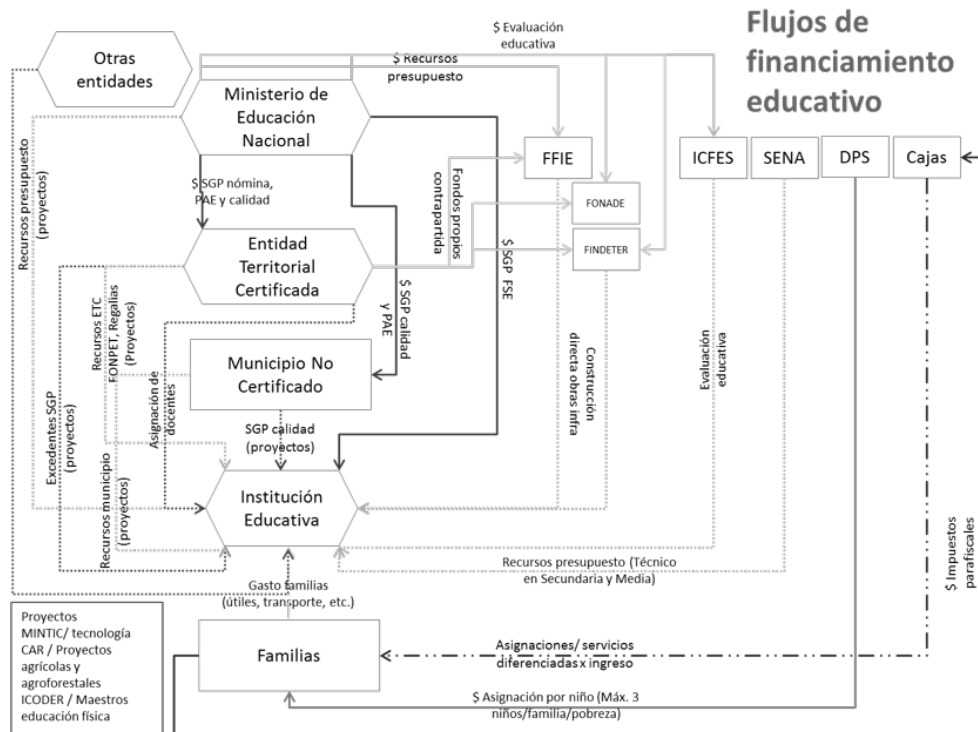 Flujos de
financiamiento
educativo
Otras
entidades
$ Evaluación
educativa
$ Recursos
presupuesto
Ministerio de
Educación
Nacional
FFIE
ICFES
SENA
DPS
Cajas
FONADE
FINDETER
$ SGP nómina,
PAE y calidad
Fondos propios
contrapartida
Recursos presupuesto
(proyectos)
Entidad
Territorial
Certificada
$ SGP calidad
y PAE
$ SGP FSE
Recursos ETC
FONPET, Regalías
(Proyectos)
Municipio No
Certificado
Asignación de
docentes
Excedentes SGP
(proyectos)
SGP calidad
(proyectos)
Construcción
directa obras infra
Evaluación
educativa
Recursos municipio
(proyectos)
Institución
Educativa
Recursos presupuesto (Técnico
en Secundaria y Media)
$ Impuestos
parafiscales
Gasto familias
(útiles, transporte, etc.)
Proyectos
MINTIC/ tecnología
CAR / Proyectos
agrícolas y
agroforestales
ICODER / Maestros
educación física
Familias
Asignaciones/ servicios
diferenciadas x ingreso
$ Asignación por niño (Máx. 3
niños/familia/pobreza)